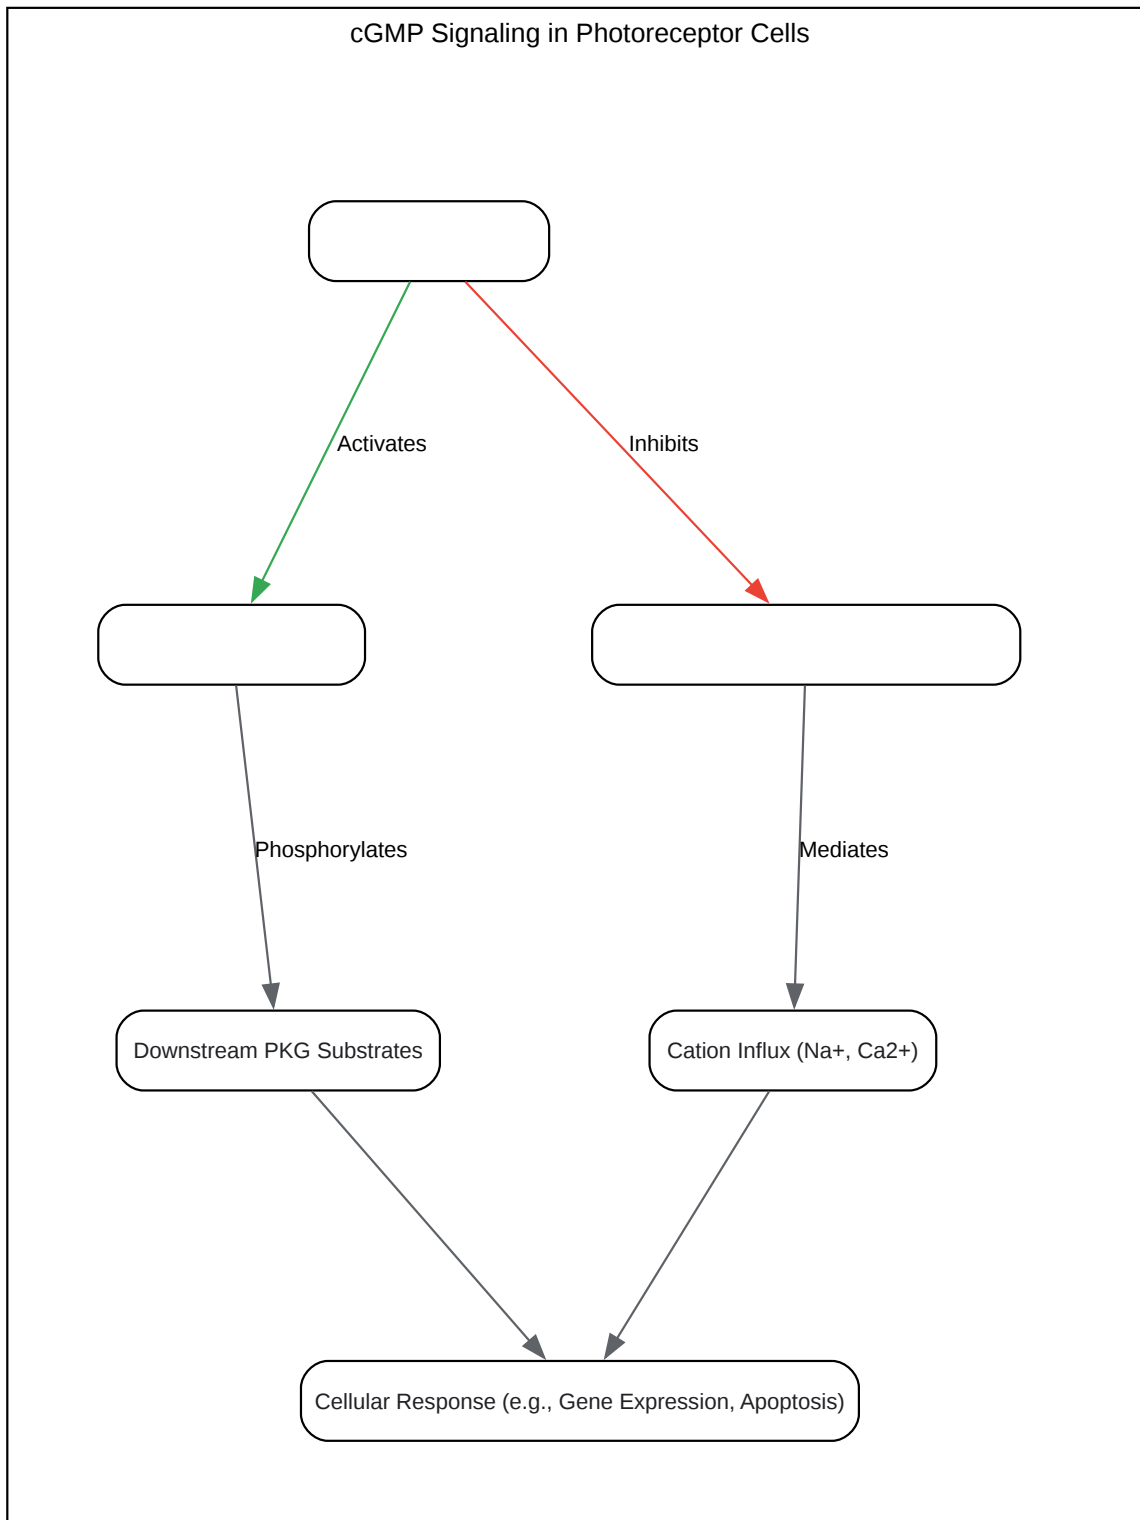 cGMP Signaling in Photoreceptor Cells
Activates
Inhibits
Phosphorylates
Mediates
Downstream PKG Substrates
Cation Influx (Na+, Ca2+)
Cellular Response (e.g., Gene Expression, Apoptosis)